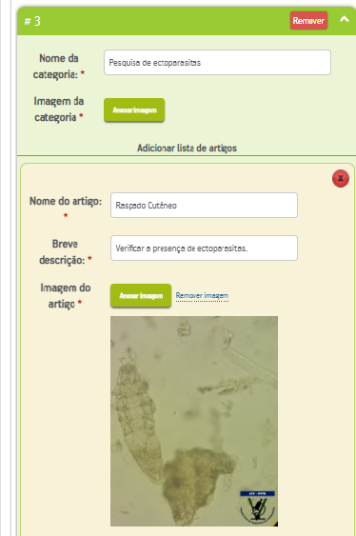 # 3
Remover
Nome da
categoria: *
Pesquisa de ectoparasitas
Imagem da
categoria *
Anexar imagem
Adicionar lista de artigos
X
Nome do artigo:
*
Raspado Cutâneo
Breve
descrição: *
Verificar a presença de ectoparasitas.
Imagem do
artigo *
Anexar imagem
Remover imagem